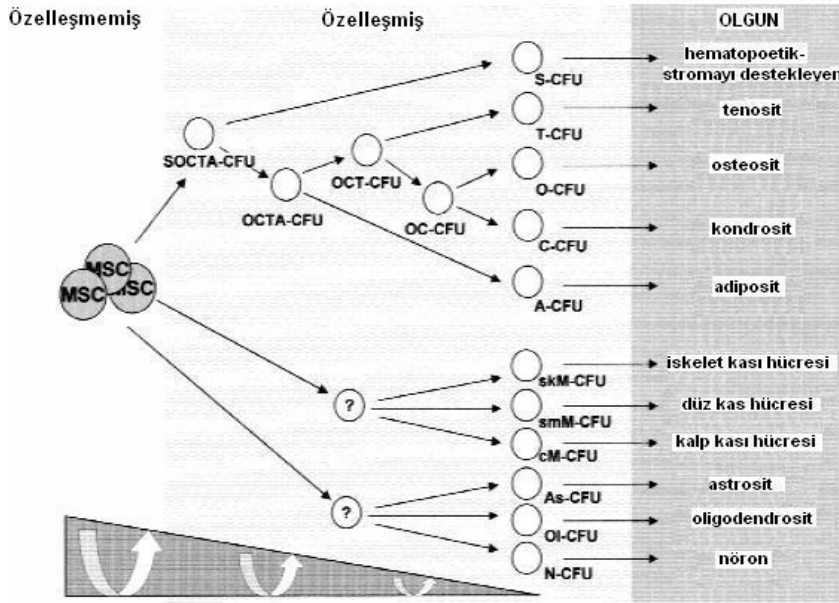 Özelleşmemiş
Özelleşmiş
OLGUN
S-CFU
hematopoetik-
stromayı destekleyen
T-CFU
tenosit
SOCTA-CFU
OCT-CFU
O-CFU
osteosit
OCTA-CFU
OC-CFU
C-CFU
kondrosit
MSC
MSC
MSC
A-CFU
adiposit
skM-CFU
iskelet kası hücresi
?
smM-CFU
düz kas hücresi
cM-CFU
kalp kası hücresi
As-CFU
astrosit
?
Ol-CFU
oligodendrosit
N-CFU
nöron